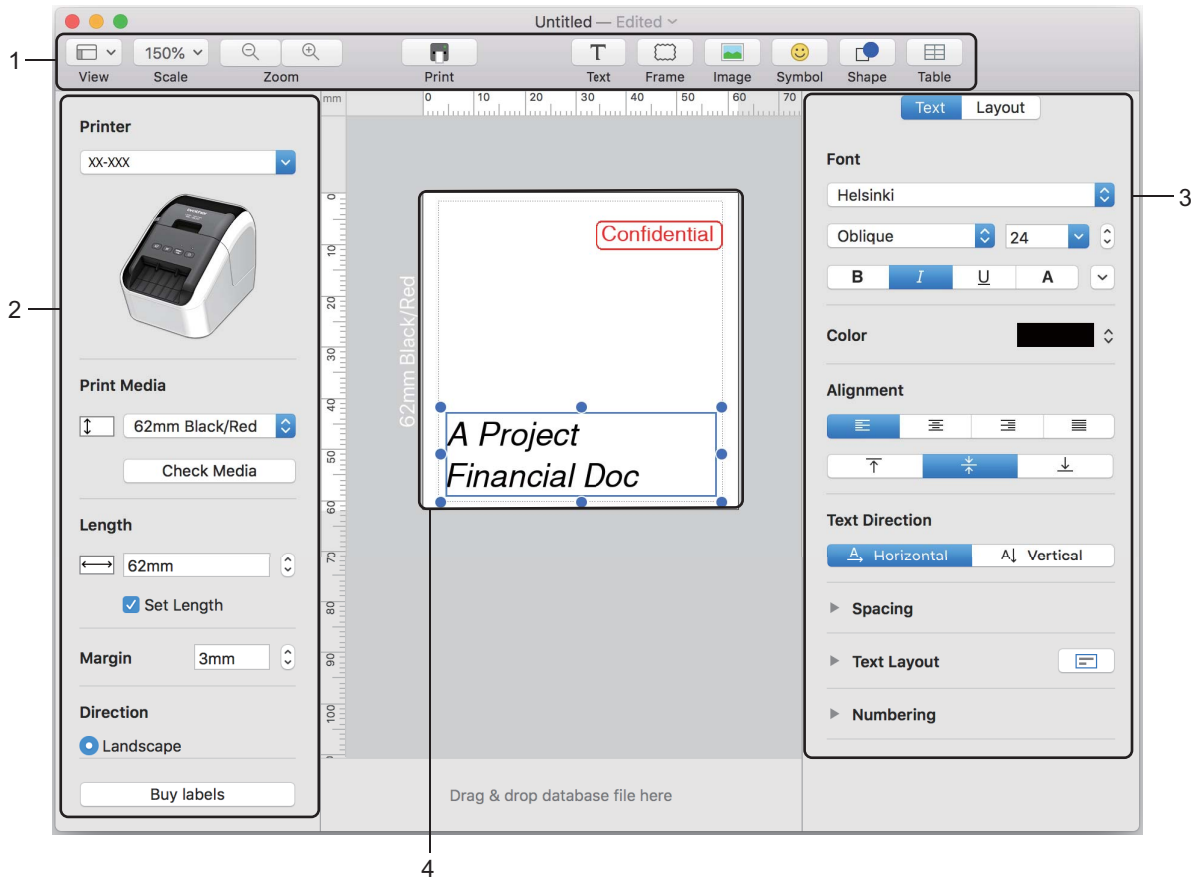 Untitled — Edited
1
150%
View Scale Zoom Print Text Frame Image Symbol Shape Table
mm 0 10 20 30 40 50 60 70
Printer
XX-XXX
2
Print Media
62mm Black/Red
Check Media
Length
62mm
Set Length
Margin 3mm
Direction
Landscape
Buy labels
0
10
20
30
40
50
60
70
80
90
100
62mm Black/Red
Confidential
A Project
Financial Doc
Drag & drop database file here
4
Text Layout
Font
Helsinki
3
Oblique 24
B I U A
Color
Alignment
Text Direction
A Horizontal A Vertical
Spacing
Text Layout
Numbering